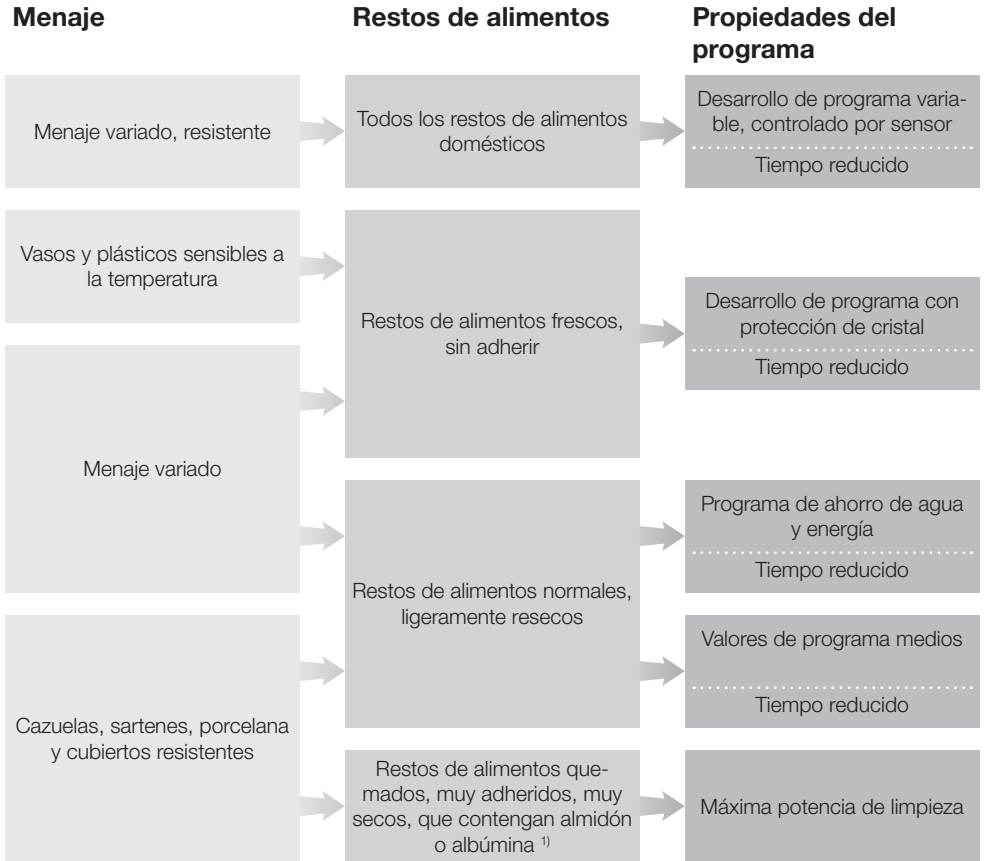 Menaje
Restos de alimentos
Propiedades del
programa
Menaje variado, resistente
Todos los restos de alimentos
domésticos
Desarrollo de programa varia-
ble, controlado por sensor
Tiempo reducido
Vasos y plásticos sensibles a
la temperatura
Restos de alimentos frescos,
sin adherir
Desarrollo de programa con
protección de cristal
Tiempo reducido
Menaje variado
Restos de alimentos normales,
ligeramente resecos
Programa de ahorro de agua
y energía
Tiempo reducido
Valores de programa medios
Tiempo reducido
Cazuelas, sartenes, porcelana
y cubiertos resistentes
Restos de alimentos que-
mados, muy adheridos, muy
secos, que contengan almidón
o albúmina 1)
Máxima potencia de limpieza